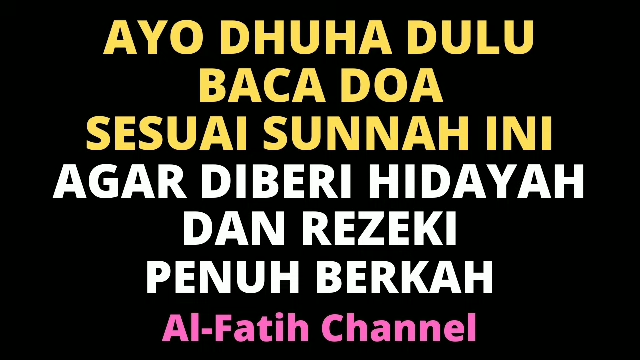 AYO DHUHA DULU
BACA DOA
SESUAI SUNNAH INI
AGAR DIBERI HIDAYAH
DAN REZEKI
PENUH BERKAH
Al-Fatih Channel